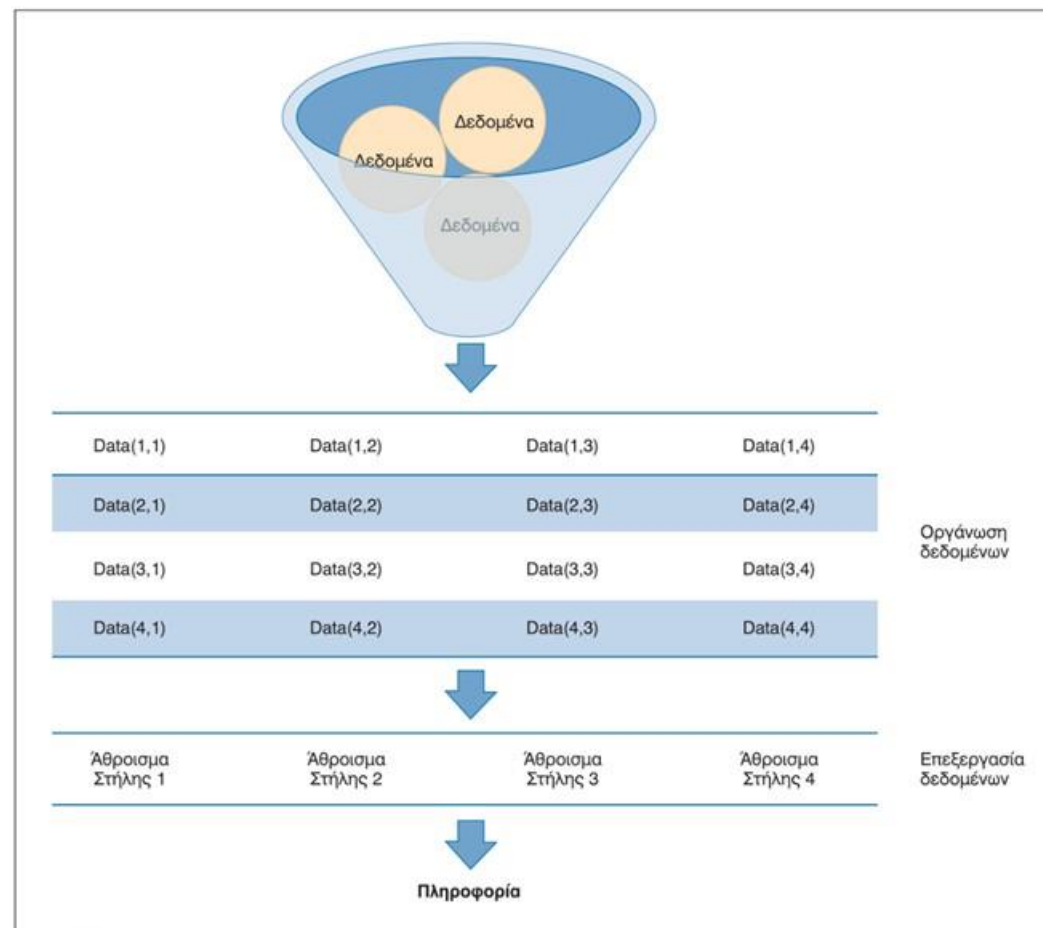 Δεδομένα
Δεδομένα
Δεδομένα
Data(1,1) Data(1,2) Data(1,3) Data(1,4)
Data(2,1) Data(2,2) Data(2,3) Data(2,4)
Οργάνωση
δεδομένων
Data(3,1) Data(3,2) Data(3,3) Data(3,4)
Data(4,1) Data(4,2) Data(4,3) Data(4,4)
Άθροισμα Άθροισμα Άθροισμα Άθροισμα Επεξεργασία
Στήλης 1 Στήλης 2 Στήλης 3 Στήλης 4 δεδομένων
Πληροφορία